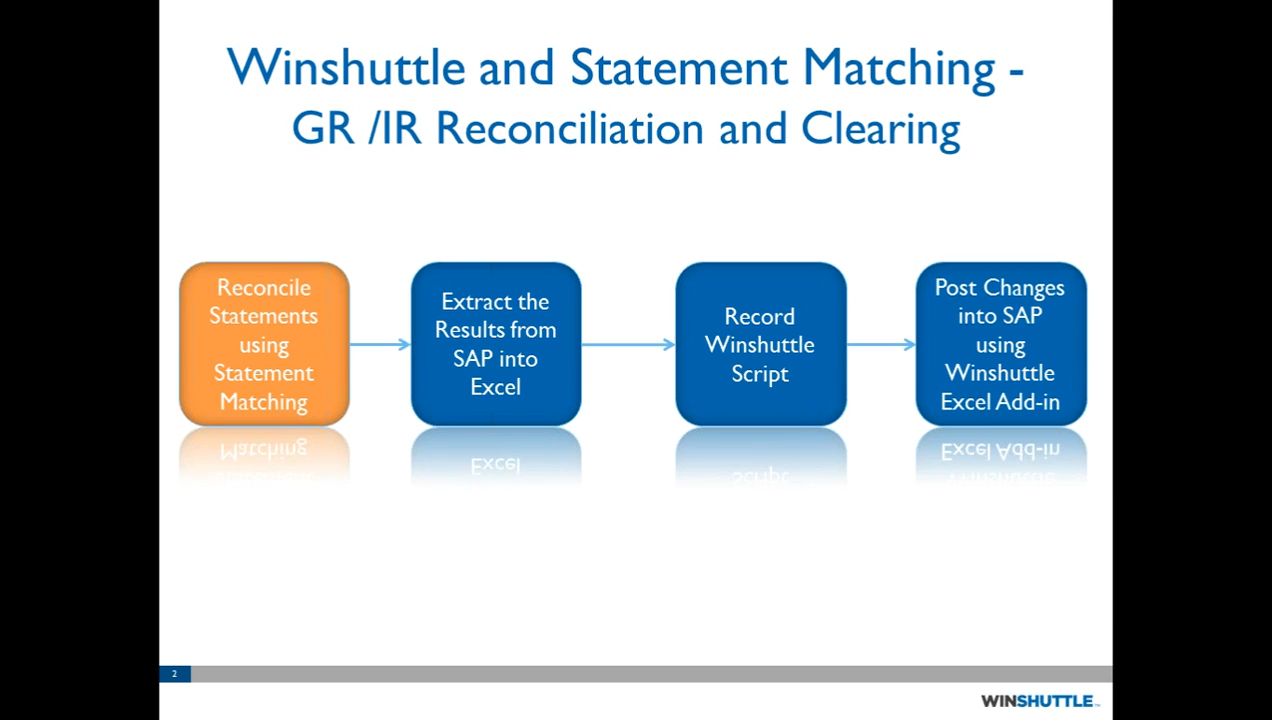 Winshuttle and Statement Matching -
GR /IR Reconciliation and Clearing
Reconcile
Statements
using
Statement
Matching
Extract the
Results from
SAP into
Excel
Record
Winshuttle
Script
Post Changes
into SAP
using
Winshuttle
Excel Add-in
2
WINSHUTTLE